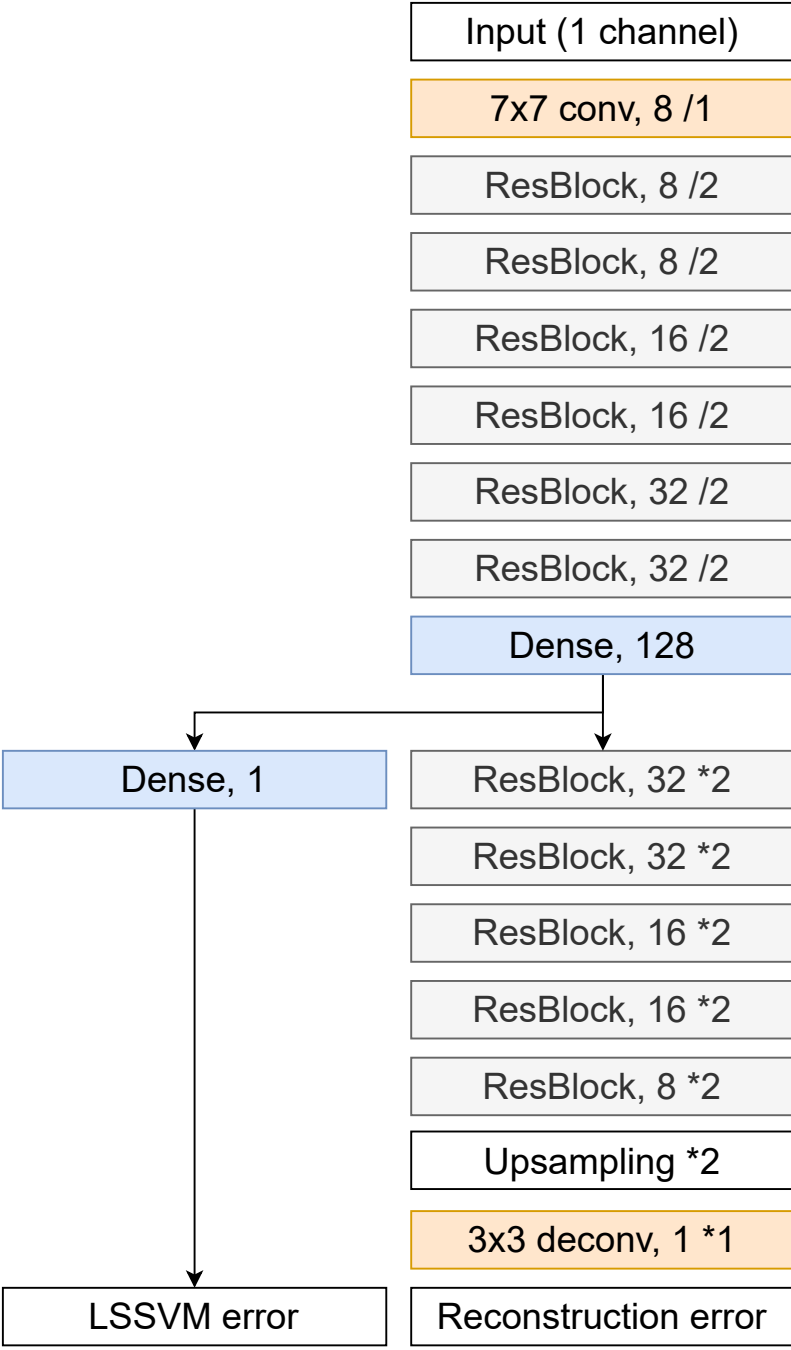 Input (1 channel)
7x7 conv, 8 /1
ResBlock, 8 /2
ResBlock, 8 /2
ResBlock, 16 /2
ResBlock, 16 /2
ResBlock, 32 /2
ResBlock, 32 /2
Dense, 128
Dense, 1
ResBlock, 32 *2
ResBlock, 32 *2
ResBlock, 16 *2
ResBlock, 16 *2
ResBlock, 8 *2
Upsampling *2
3x3 deconv, 1 *1
LSSVM error
Reconstruction error